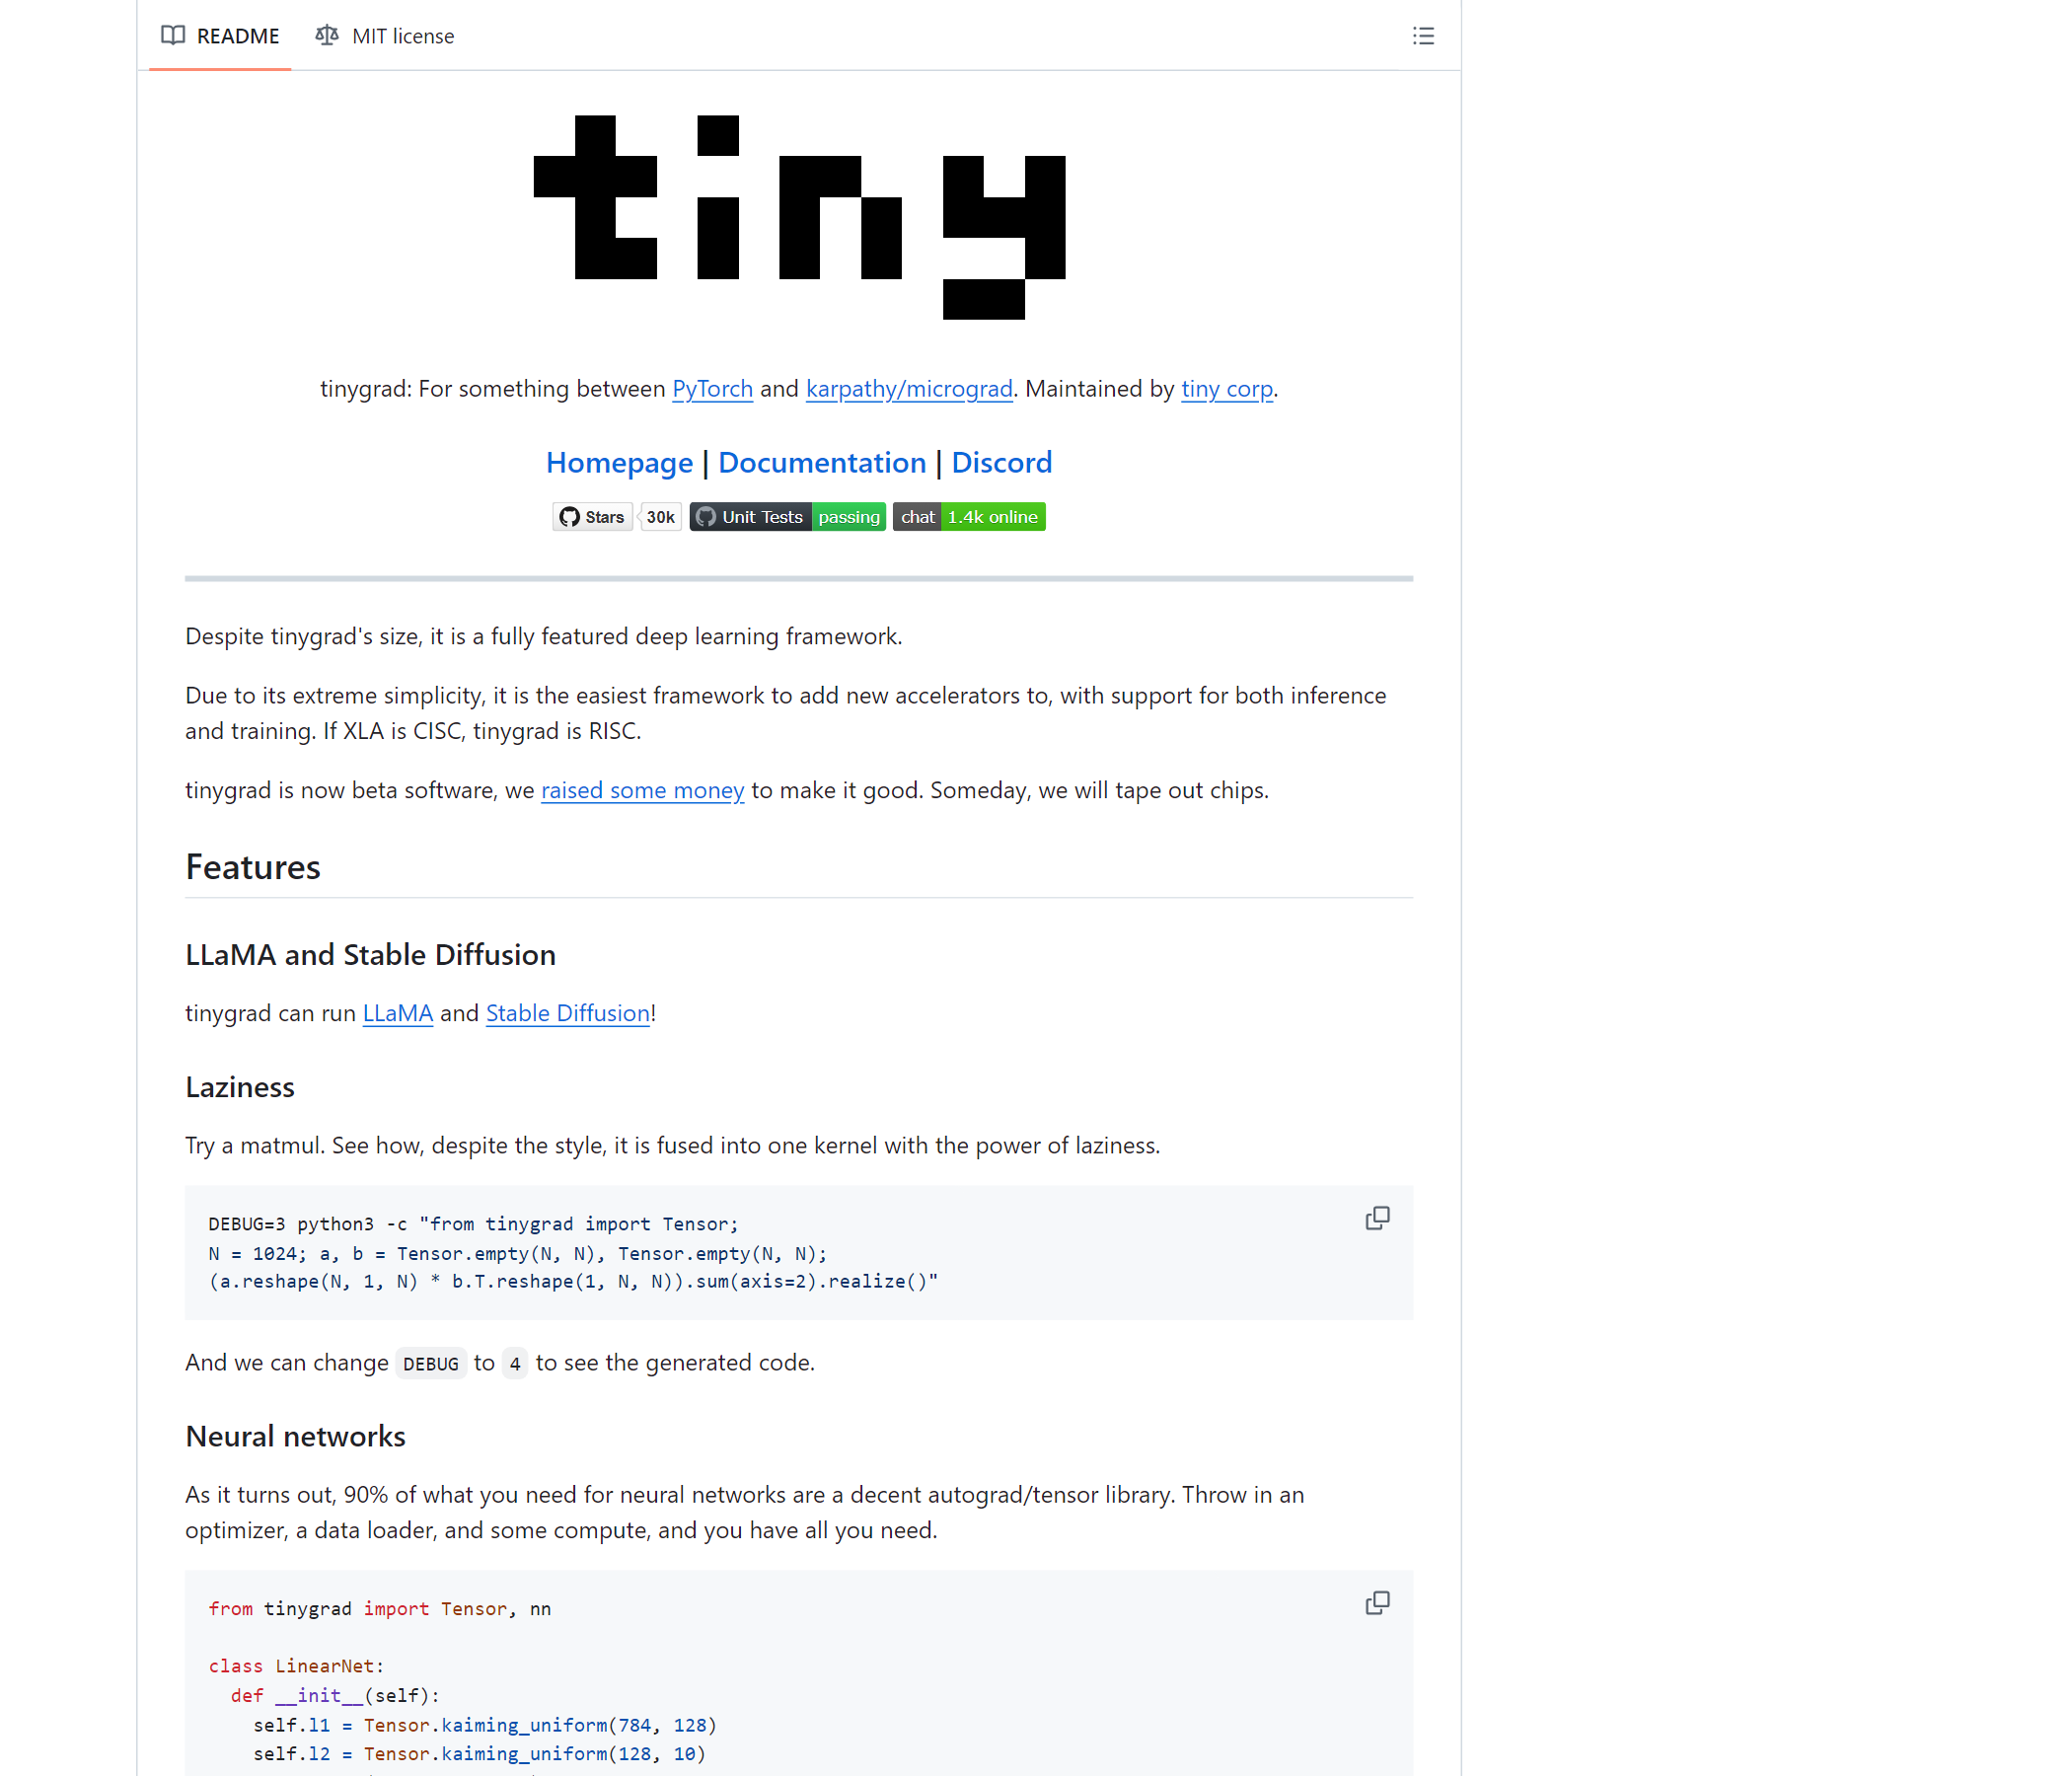 README
MIT license
tiny
tinygrad: For something between PyTorch and karpathy/micrograd. Maintained by tiny corp.
Homepage | Documentation | Discord
Stars 30k Unit Tests passing chat 1.4k online
Despite tinygrad's size, it is a fully featured deep learning framework.
Due to its extreme simplicity, it is the easiest framework to add new accelerators to, with support for both inference
and training. If XLA is CISC, tinygrad is RISC.
tinygrad is now beta software, we raised some money to make it good. Someday, we will tape out chips.
Features
LLaMA and Stable Diffusion
tinygrad can run LLaMA and Stable Diffusion!
Laziness
Try a matmul. See how, despite the style, it is fused into one kernel with the power of laziness.
DEBUG=3 python3 -c "from tinygrad import Tensor;
N = 1024; a, b = Tensor.empty(N, N), Tensor.empty(N, N);
(a.reshape(N, 1, N) * b.T.reshape(1, N, N)).sum(axis=2).realize()"
And we can change DEBUG to 4 to see the generated code.
Neural networks
As it turns out, 90% of what you need for neural networks are a decent autograd/tensor library. Throw in an
optimizer, a data loader, and some compute, and you have all you need.
from tinygrad import Tensor, nn
class LinearNet:
  def __init__(self):
    self.l1 = Tensor.kaiming_uniform(784, 128)
    self.l2 = Tensor.kaiming_uniform(128, 10)